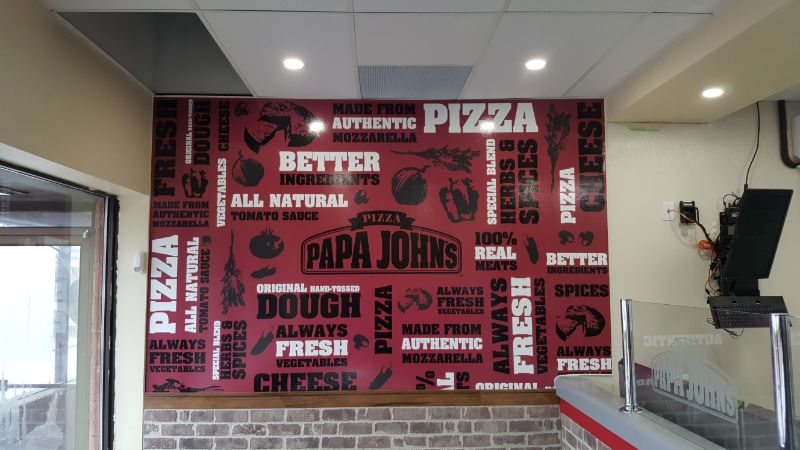 FRESH
ORIGINAL HAND-TOSSED
DOUGH
CHEESE
MADE FROM
AUTHENTIC
MOZZARELLA
PIZZA
BETTER
INGREDIENTS
SPECIAL BLEND
HERBS &
SPICES
PIZZA
CHEESE
VEGETABLES
ALL NATURAL
TOMATO SAUCE
MADE FROM
AUTHENTIC
MOZZARELLA
PIZZA
PAPA JOHNS
100%
REAL
MEATS
BETTER
INGREDIENTS
PIZZA
ALL NATURAL
TOMATO SAUCE
ORIGINAL HAND-TOSSED
DOUGH
PIZZA
ALWAYS
FRESH
VEGETABLES
ALWAYS
FRESH
VEGETABLES
SPICES
ALWAYS
FRESH
VEGETABLES
SPECIAL BLEND
HERBS &
SPICES
ALWAYS
FRESH
VEGETABLES
MADE FROM
AUTHENTIC
MOZZARELLA
ALWAYS
FRESH
CHEESE
%
ORIGINAL